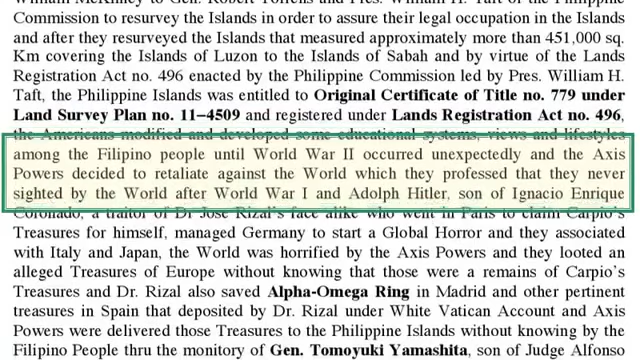 William McKinley to Gen. Robert Torrens and Pres. William H. Taft of the Philippine
Commission to resurvey the Islands in order to assure their legal occupation in the Islands
and after they resurveyed the Islands that measured approximately more than 451,000 sq.
Km covering the Islands of Luzon to the Islands of Sabah and by virtue of the Lands
Registration Act no. 496 enacted by the Philippine Commission led by Pres. William H.
Taft, the Philippine Islands was entitled to Original Certificate of Title no. 779 under
Land Survey Plan no. 11–4509 and registered under Lands Registration Act no. 496,
the Americans modified and developed some educational systems, views and lifestyles
among the Filipino people until World War II occurred unexpectedly and the Axis
Powers decided to retaliate against the World which they professed that they never
sighted by the World after World War I and Adolph Hitler, son of Ignacio Enrique
Coronado, a traitor of Dr Jose Rizal's face alike who went in Paris to claim Carpio's
Treasures for himself, managed Germany to start a Global Horror and they associated
with Italy and Japan, the World was horrified by the Axis Powers and they looted an
alleged Treasures of Europe without knowing that those were a remains of Carpio's
Treasures and Dr. Rizal also saved Alpha-Omega Ring in Madrid and other pertinent
treasures in Spain that deposited by Dr. Rizal under White Vatican Account and Axis
Powers were delivered those Treasures to the Philippine Islands without knowing by the
Filipino People thru the monitory of Gen. Tomoyuki Yamashita, son of Judge Alfonso